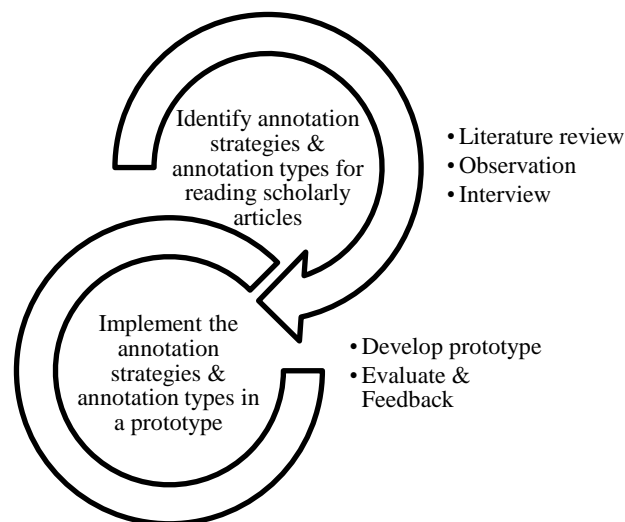 Identify annotation
strategies &
annotation types for
reading scholarly
articles
• Literature review
• Observation
• Interview
Implement the
annotation
strategies &
annotation types in
a prototype
• Develop prototype
• Evaluate &
Feedback